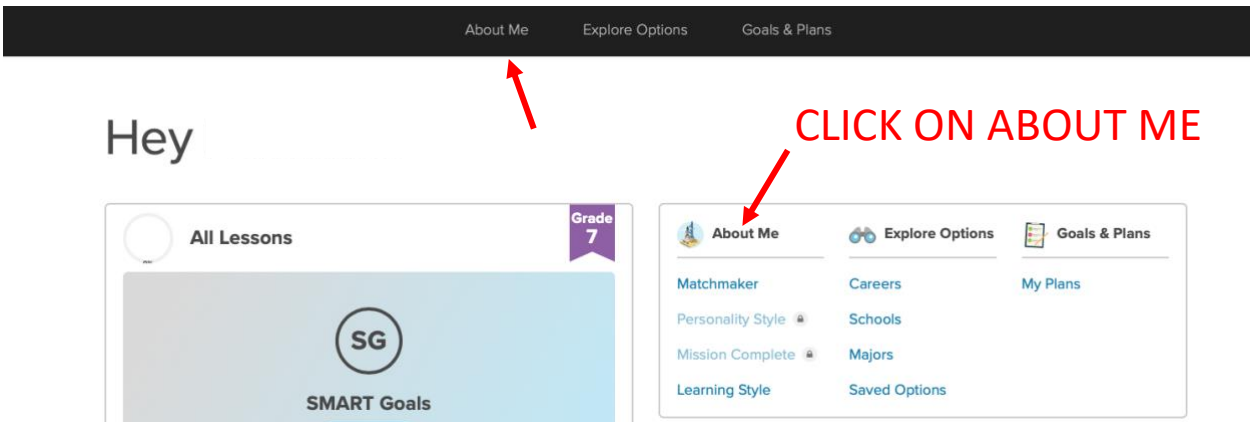 About Me Explore Options Goals & Plans
CLICK ON ABOUT ME
Hey
All Lessons
Grade
7
SG
SMART Goals
About Me Explore Options Goals & Plans
Matchmaker Careers My Plans
Personality Style Schools
Mission Complete Majors
Learning Style Saved Options